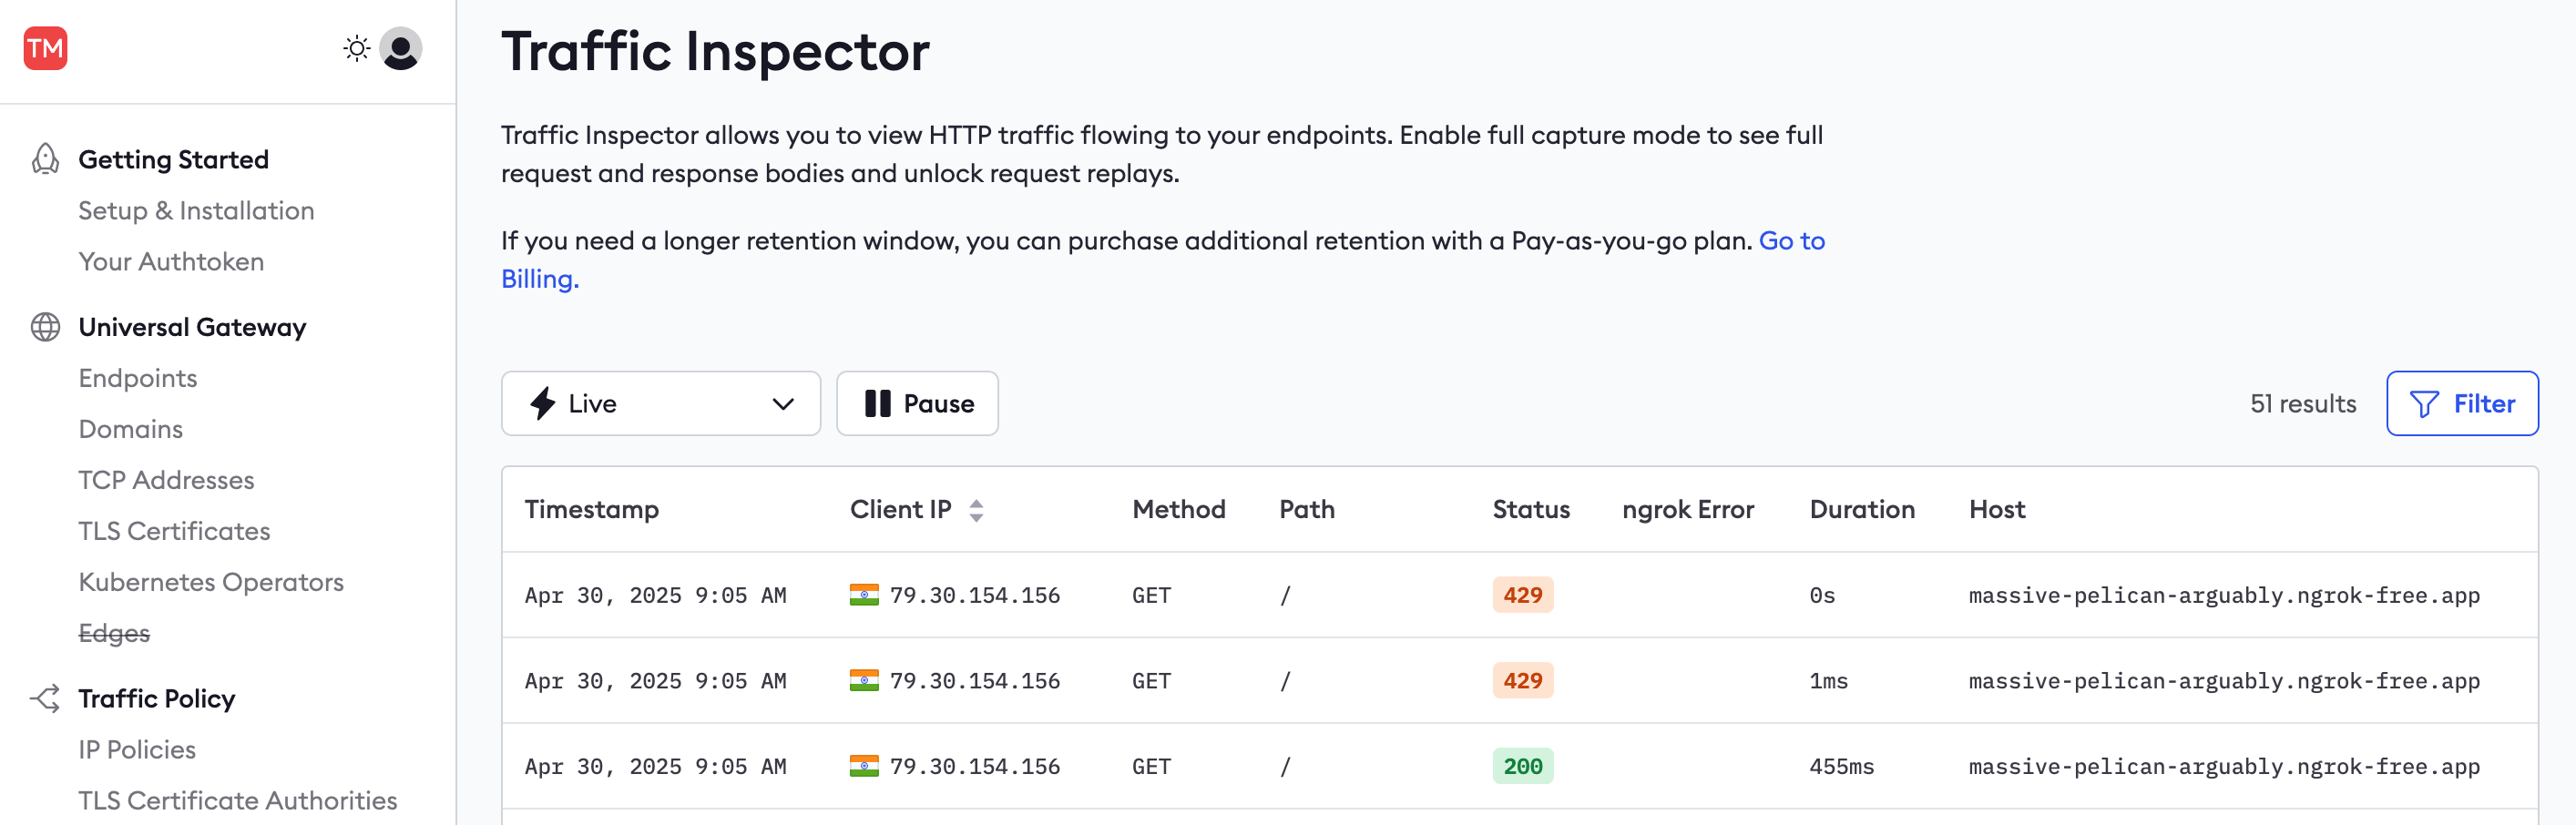 TM
Getting Started
Setup & Installation
Your Authtoken
Universal Gateway
Endpoints
Domains
TCP Addresses
TLS Certificates
Kubernetes Operators
Edges
Traffic Policy
IP Policies
TLS Certificate Authorities
Traffic Inspector
Traffic Inspector allows you to view HTTP traffic flowing to your endpoints. Enable full capture mode to see full
request and response bodies and unlock request replays.
If you need a longer retention window, you can purchase additional retention with a Pay-as-you-go plan. Go to
Billing.
Live
Pause
51 results
Filter
Timestamp Client IP Method Path Status ngrok Error Duration Host
Apr 30, 2025 9:05 AM 79.30.154.156 GET / 429 0s massive-pelican-arguably.ngrok-free.app
Apr 30, 2025 9:05 AM 79.30.154.156 GET / 429 1ms massive-pelican-arguably.ngrok-free.app
Apr 30, 2025 9:05 AM 79.30.154.156 GET / 200 455ms massive-pelican-arguably.ngrok-free.app